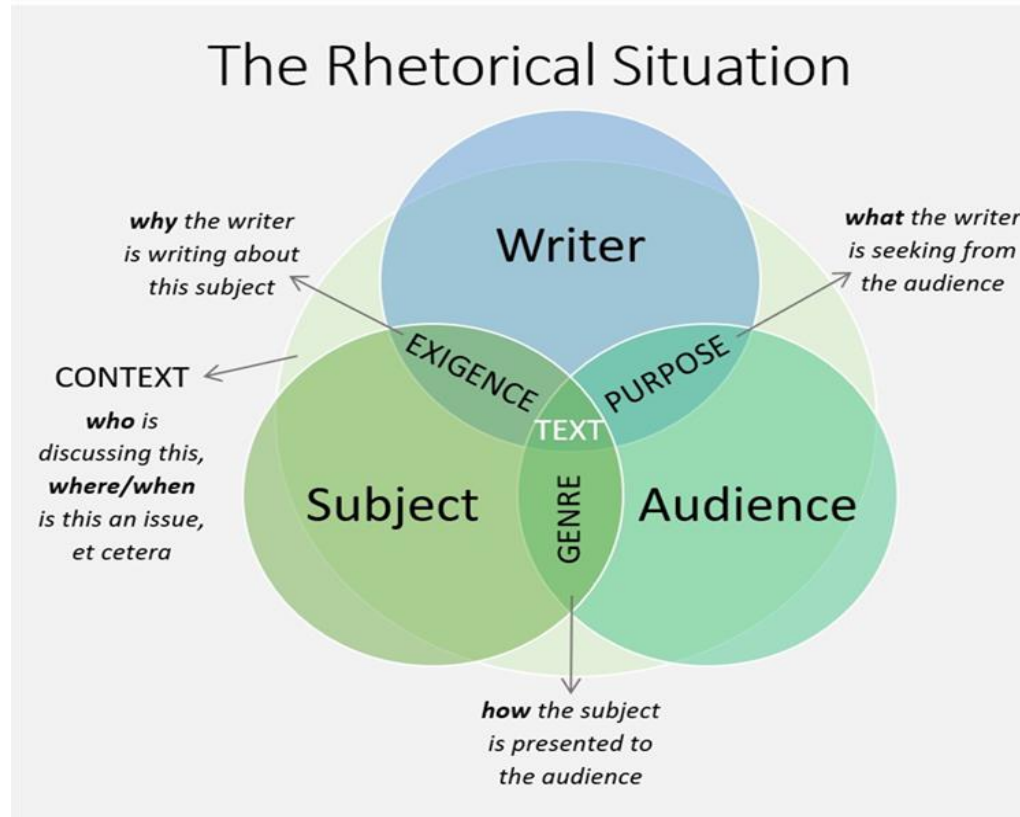 The Rhetorical Situation
why the writer
is writing about
this subject
what the writer
is seeking from
the audience
Writer
EXIGENCE
PURPOSE
CONTEXT
who is
discussing this,
where/when
is this an issue,
et cetera
TEXT
Subject
GENRE
Audience
how the subject
is presented to
the audience